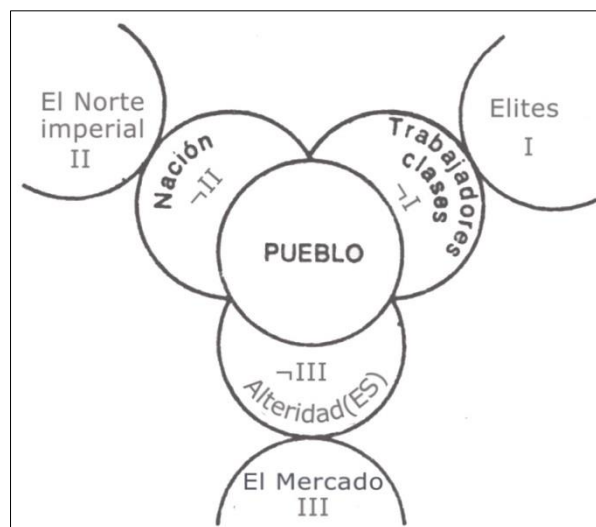 El Norte
imperial
II
Elites
I
Nación
¬II
Trabajadores
clases
¬I
PUEBLO
¬III
Alteridad(ES)
El Mercado
III